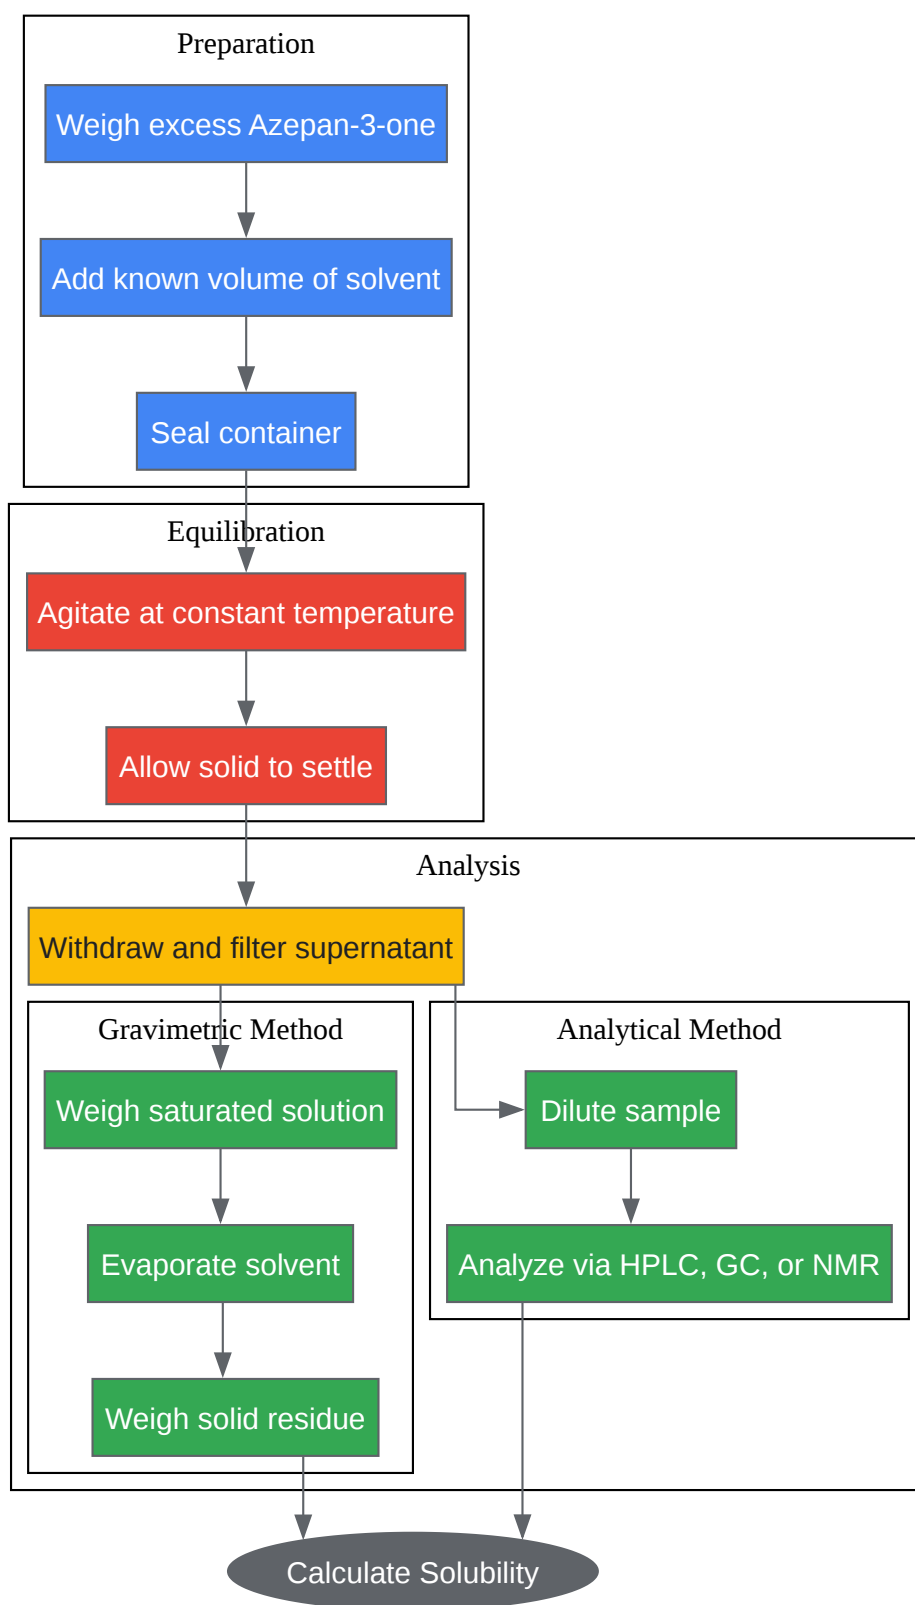 Preparation
Weigh excess Azepan-3-one
Add known volume of solvent
Seal container
Equilibration
Agitate at constant temperature
Allow solid to settle
Analysis
Withdraw and filter supernatant
Gravimetric Method
Weigh saturated solution
Evaporate solvent
Weigh solid residue
Analytical Method
Dilute sample
Analyze via HPLC, GC, or NMR
Calculate Solubility